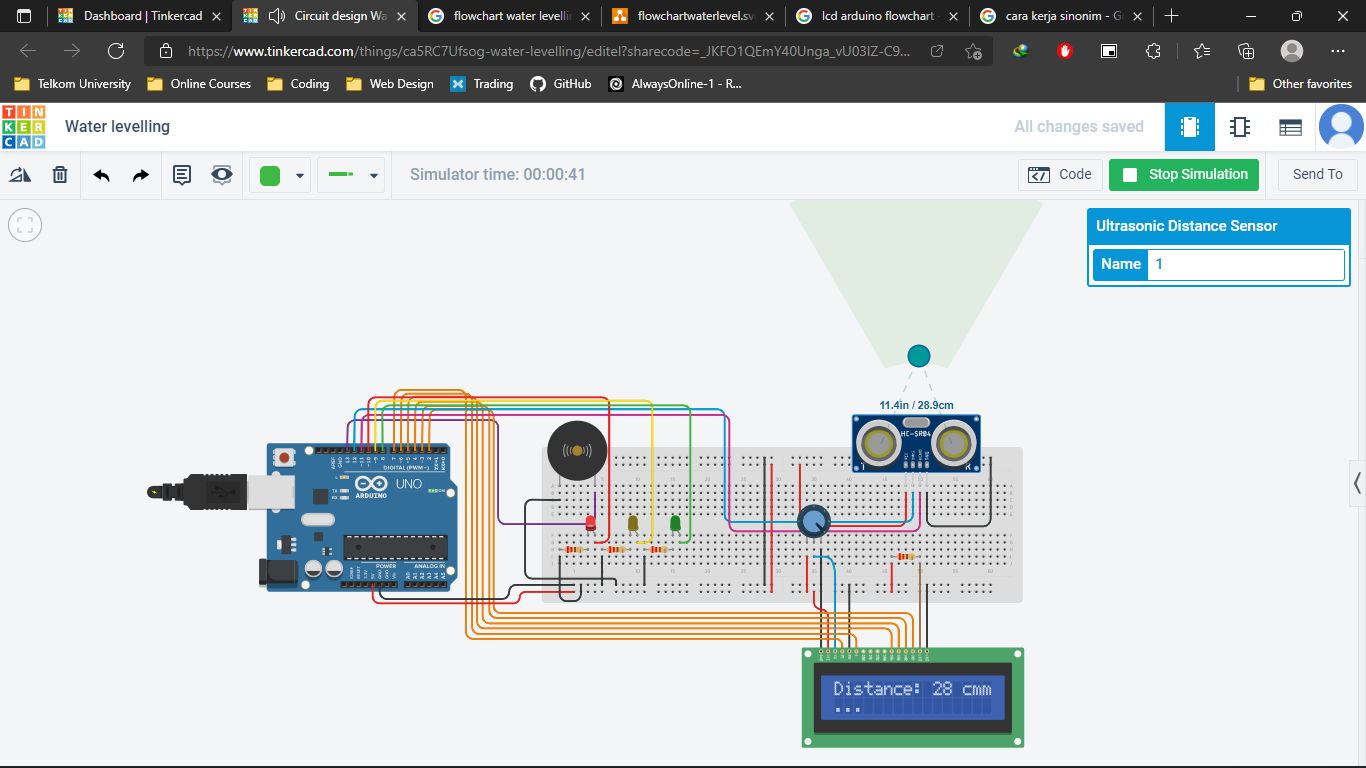 Dashboard | Tinkercad
Circuit design Wa
flowchart water levellin
flowchartwaterlevel.sv
lcd arduino flowchart
cara kerja sinonim - G
https://www.tinkercad.com/things/ca5RC7Ufsog-water-levelling/editel?sharecode=_JKFO1QEmY40Unga_vU03IZ-C9...
Telkom University
Online Courses
Coding
Web Design
Trading
GitHub
AlwaysOnline-1 - R...
Other favorites
TIN
KER
CAD
Water levelling
All changes saved
Simulator time: 00:00:41
Code
Stop Simulation
Send To
Ultrasonic Distance Sensor
Name 1
11.4in / 28.9cm
HC-SR04
T
R
DIGITAL (PWM~)
UNO
ARDUINO
POWER
ANALOG IN
Distance: 28 cmm
...